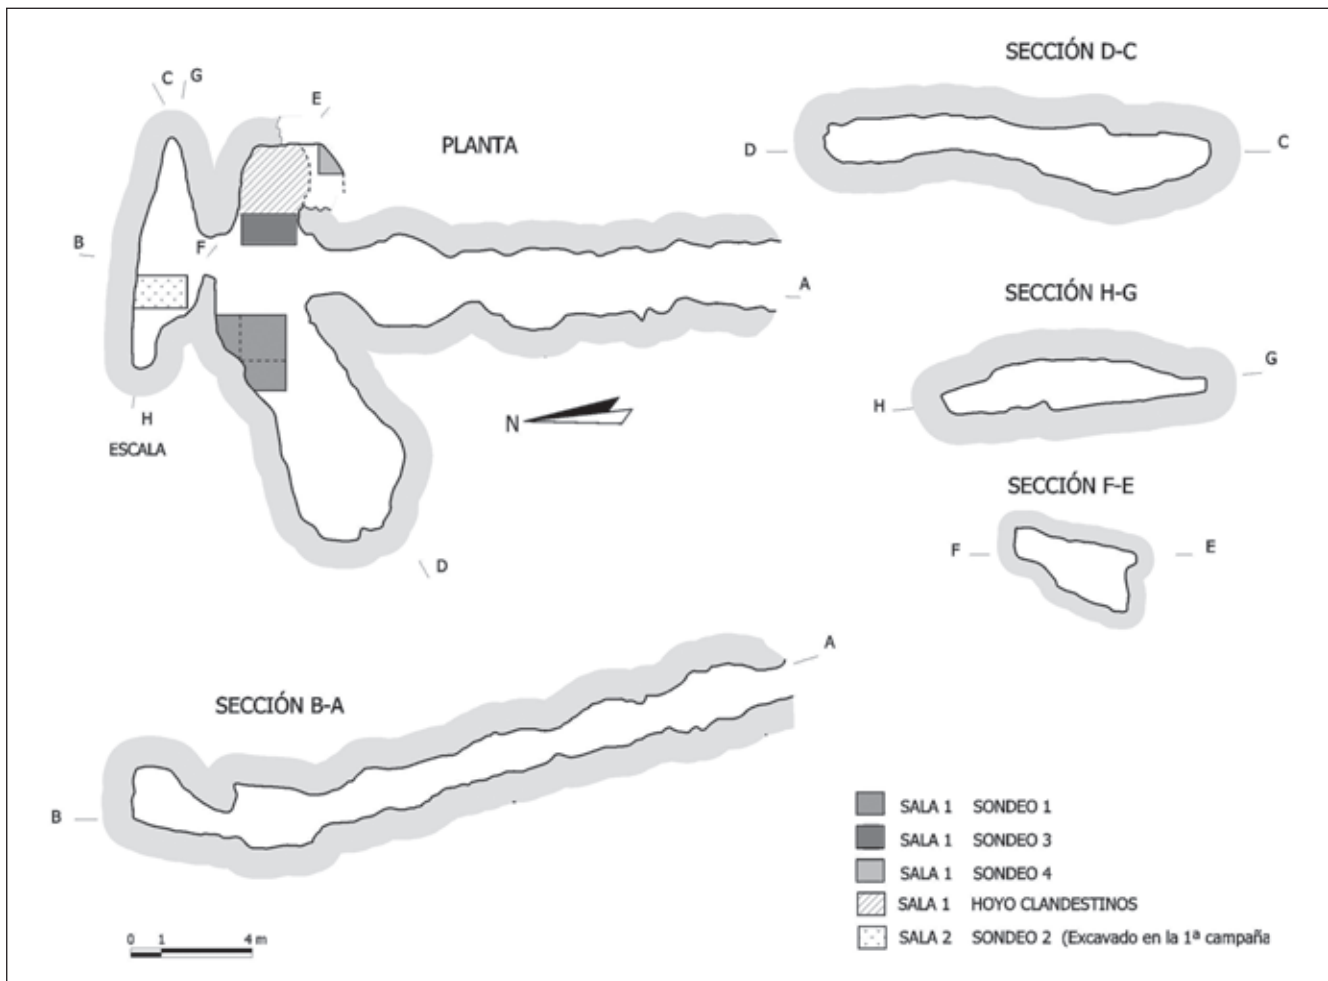 C G
E
PLANTA
B
F
A
N
H
ESCALA
D
SECCIÓN D-C
D
C
SECCIÓN H-G
G
H
SECCIÓN F-E
F
E
SECCIÓN B-A
A
B
0 1 4 m
SALA 1 SONDEO 1
SALA 1 SONDEO 3
SALA 1 SONDEO 4
SALA 1 HOYO CLANDESTINOS
SALA 2 SONDEO 2 (Excavado en la 1ª campaña